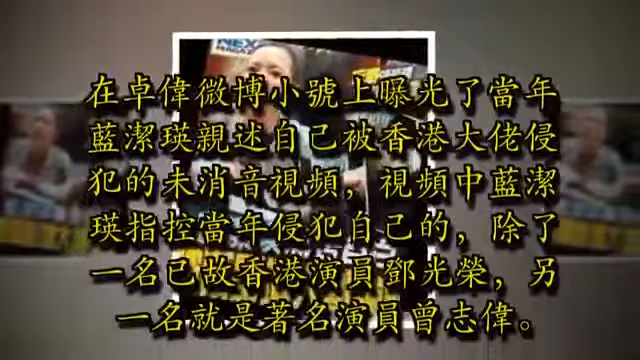 NEXT
MAGAZINE
在卓偉微博小號上曝光了當年
藍潔瑛親述自己被香港大佬侵
犯的未消音視頻，視頻中藍潔
瑛指控當年侵犯自己的，除了
一名已故香港演員鄧光榮，另
一名就是著名演員曾志偉。